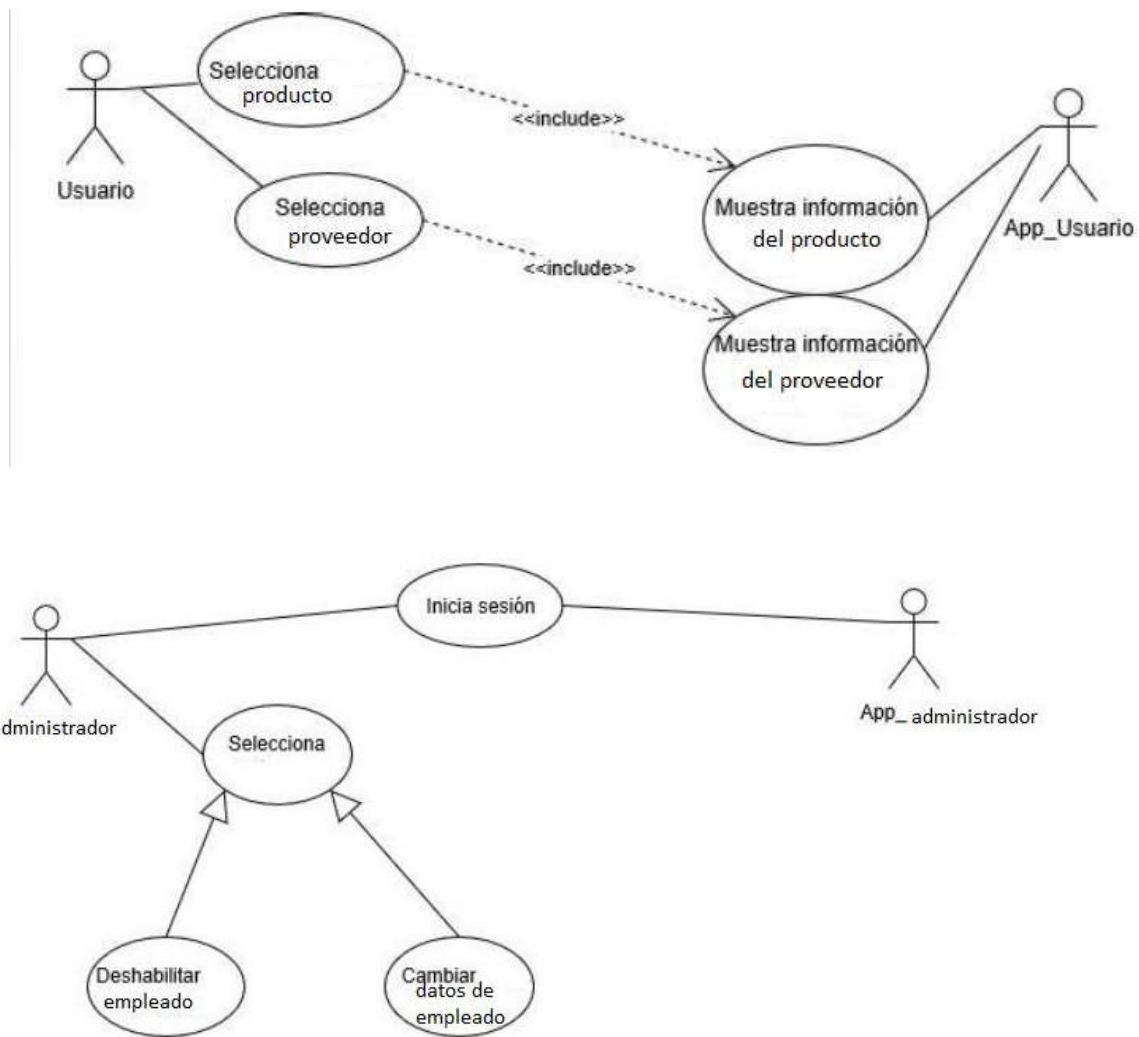 Selecciona
producto
<<include>>
Usuario
Selecciona
proveedor
Muestra información
del producto
App_Usuario
<<include>>
Muestra información
del proveedor
Inicia sesión
dministrador
App_ administrador
Selecciona
Deshabilitar
empleado
Cambiar
datos de
empleado